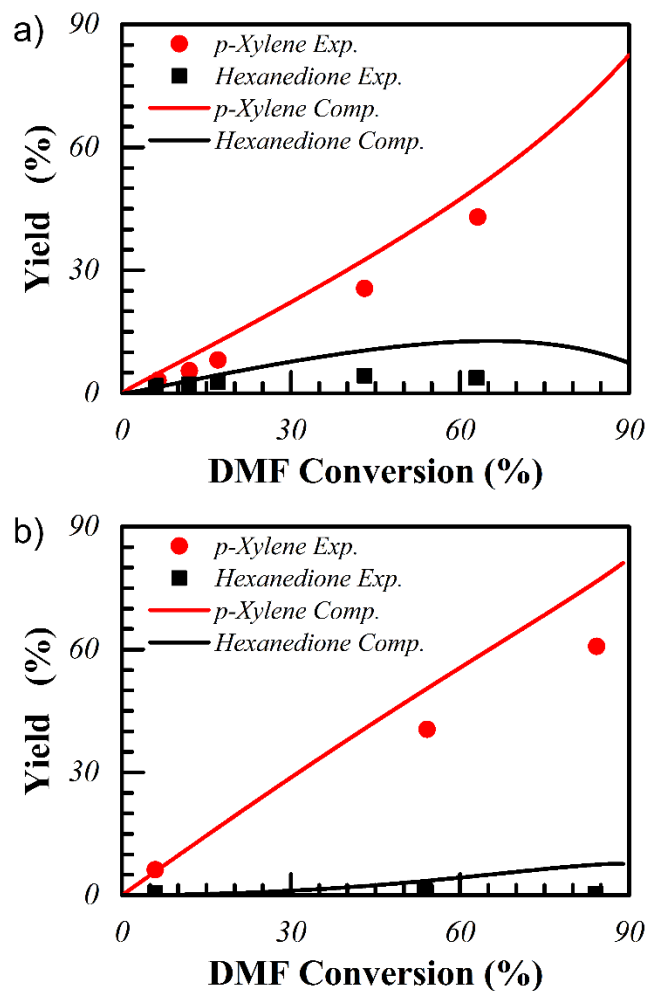 a)
90
p-Xylene Exp.
Hexanedione Exp.
p-Xylene Comp.
Hexanedione Comp.
60
30
0
Yield (%)
0 30 60 90
DMF Conversion (%)
b)
90
p-Xylene Exp.
Hexanedione Exp.
p-Xylene Comp.
Hexanedione Comp.
60
30
0
Yield (%)
0 30 60 90
DMF Conversion (%)